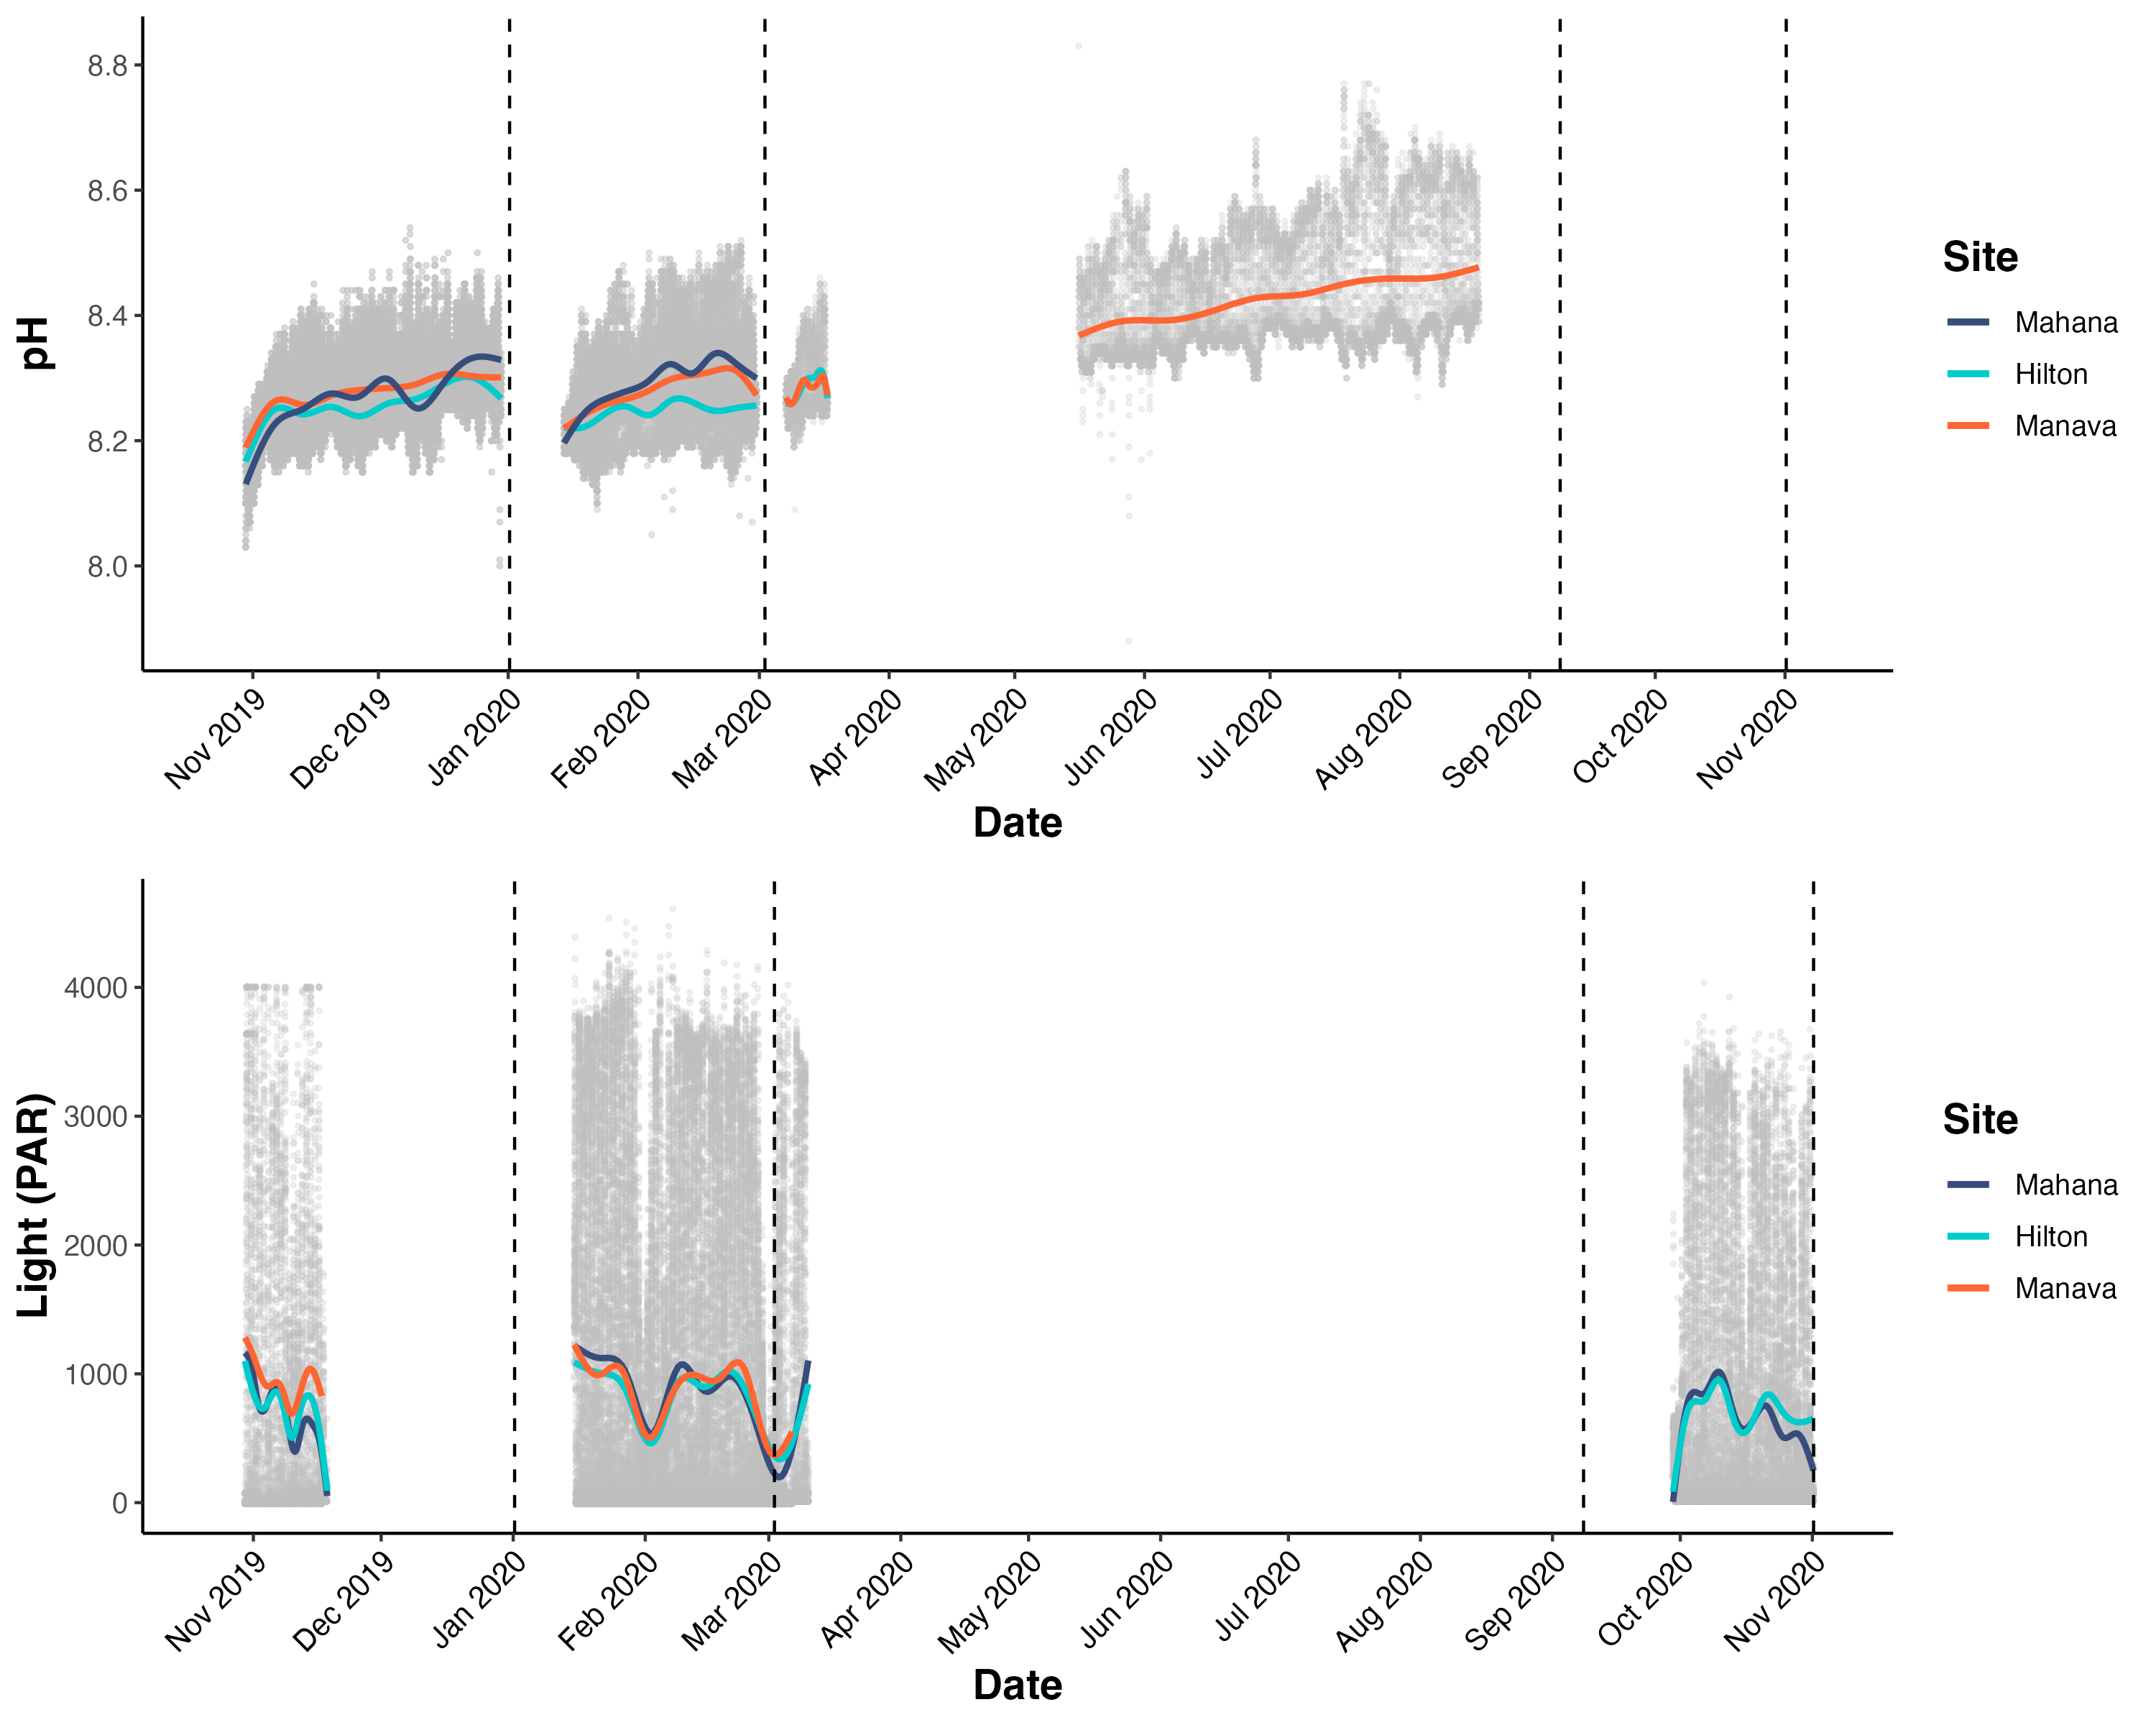 pH
8.8
8.6
8.4
8.2
8.0
Nov 2019
Dec 2019
Jan 2020
Feb 2020
Mar 2020
Apr 2020
May 2020
Jun 2020
Jul 2020
Aug 2020
Sep 2020
Oct 2020
Nov 2020
Date
Site
Mahana
Hilton
Manava
Light (PAR)
4000
3000
2000
1000
0
Nov 2019
Dec 2019
Jan 2020
Feb 2020
Mar 2020
Apr 2020
May 2020
Jun 2020
Jul 2020
Aug 2020
Sep 2020
Oct 2020
Nov 2020
Date
Site
Mahana
Hilton
Manava